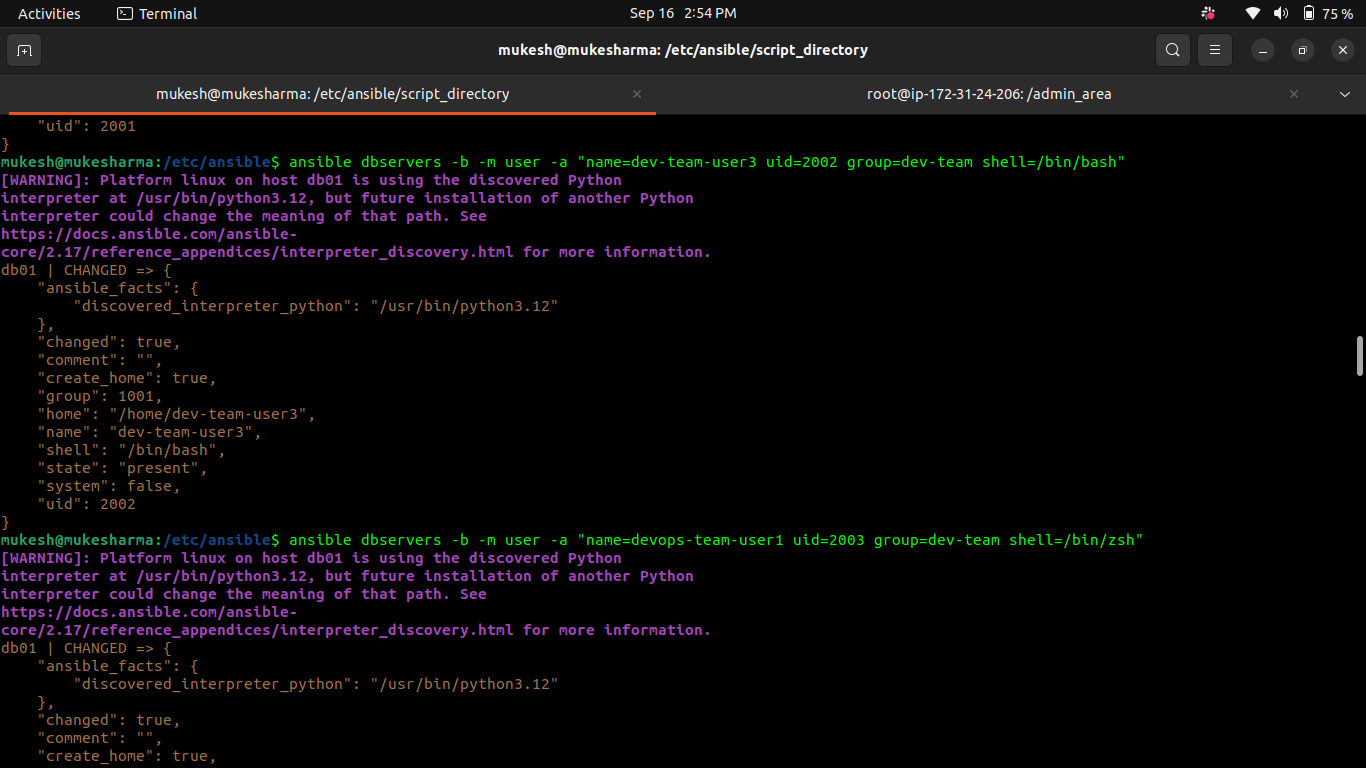 Activities Terminal Sep 16 2:54 PM 75 %
mukesh@mukesharma: /etc/ansible/script_directory
mukesh@mukesharma: /etc/ansible/script_directory root@ip-172-31-24-206: /admin_area
    "uid": 2001
}
mukesh@mukesharma:/etc/ansible$ ansible dbservers -b -m user -a "name=dev-team-user3 uid=2002 group=dev-team shell=/bin/bash"
[WARNING]: Platform linux on host db01 is using the discovered Python
interpreter at /usr/bin/python3.12, but future installation of another Python
interpreter could change the meaning of that path. See
https://docs.ansible.com/ansible-
core/2.17/reference_appendices/interpreter_discovery.html for more information.
db01 | CHANGED => {
    "ansible_facts": {
        "discovered_interpreter_python": "/usr/bin/python3.12"
    },
    "changed": true,
    "comment": "",
    "create_home": true,
    "group": 1001,
    "home": "/home/dev-team-user3",
    "name": "dev-team-user3",
    "shell": "/bin/bash",
    "state": "present",
    "system": false,
    "uid": 2002
}
mukesh@mukesharma:/etc/ansible$ ansible dbservers -b -m user -a "name=devops-team-user1 uid=2003 group=dev-team shell=/bin/zsh"
[WARNING]: Platform linux on host db01 is using the discovered Python
interpreter at /usr/bin/python3.12, but future installation of another Python
interpreter could change the meaning of that path. See
https://docs.ansible.com/ansible-
core/2.17/reference_appendices/interpreter_discovery.html for more information.
db01 | CHANGED => {
    "ansible_facts": {
        "discovered_interpreter_python": "/usr/bin/python3.12"
    },
    "changed": true,
    "comment": "",
    "create_home": true,